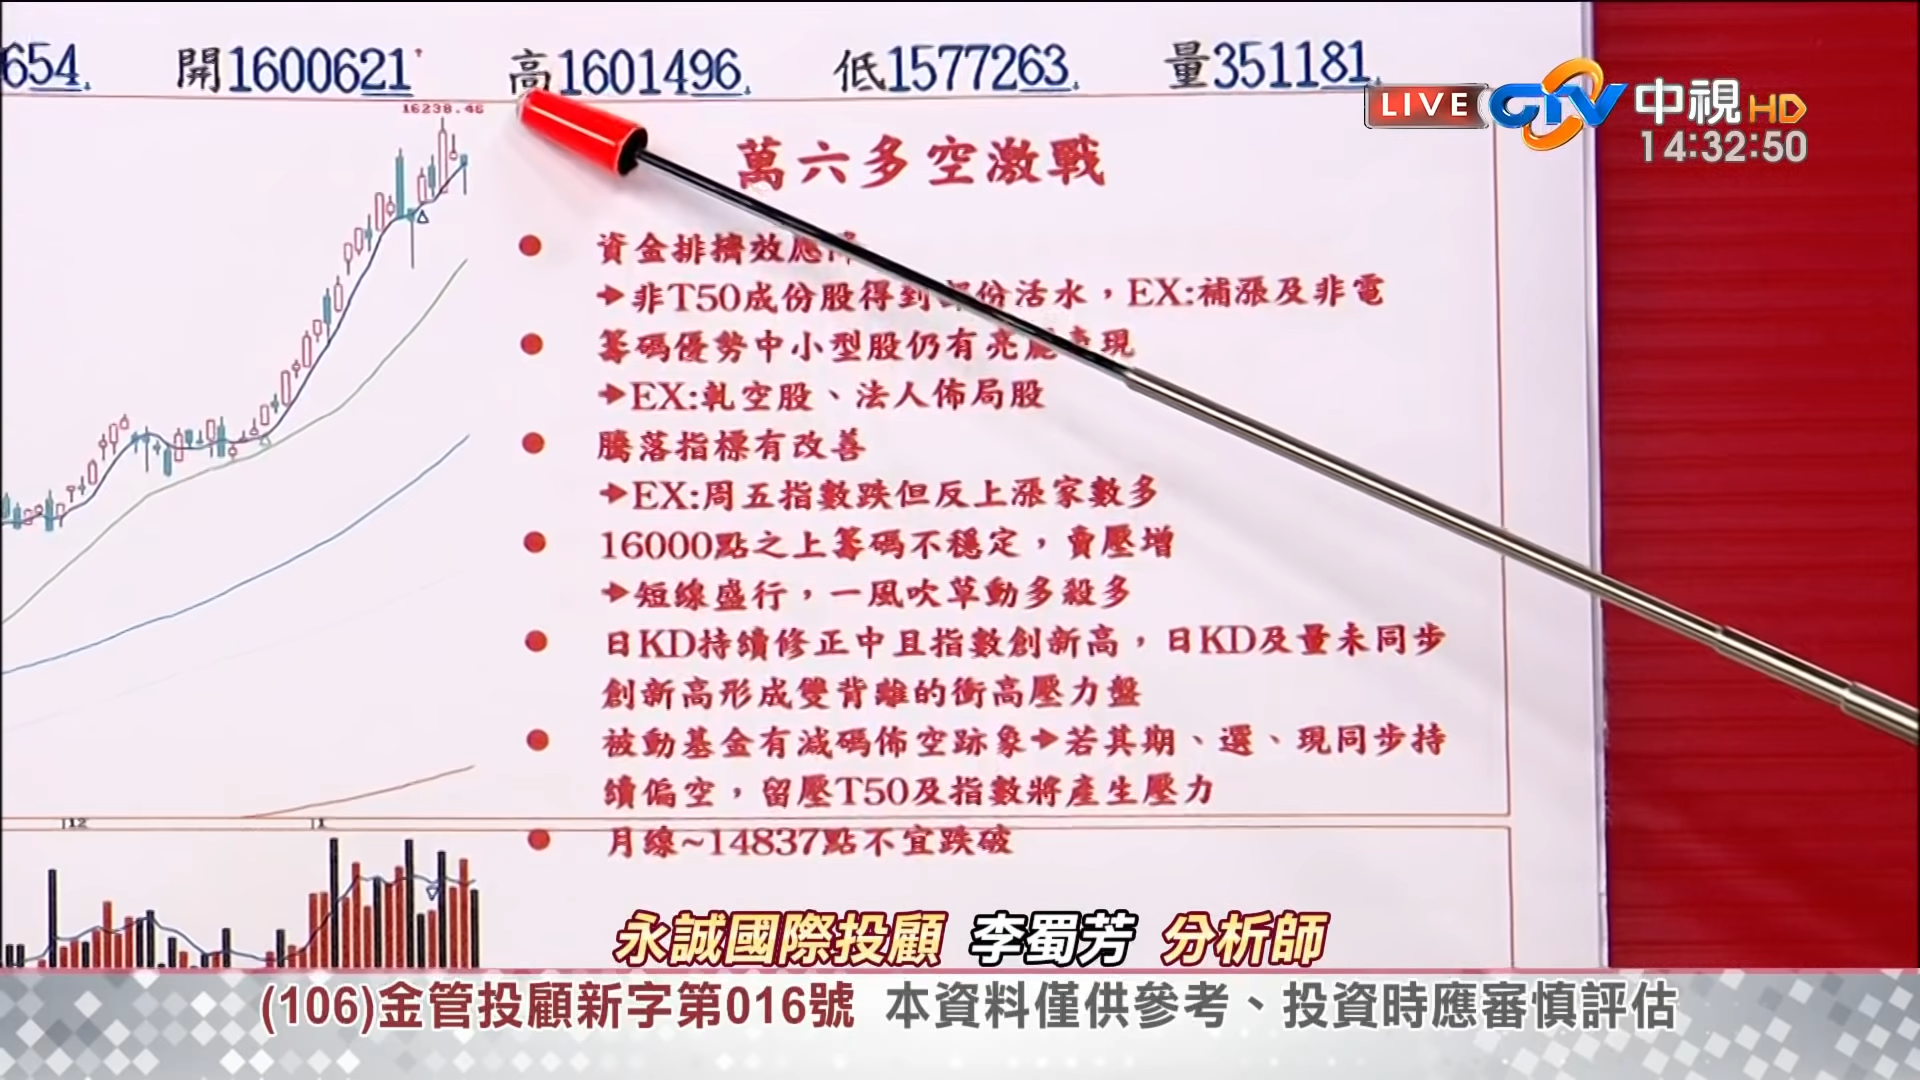 654. 開1600621 高1601496. 低1577263. 量351181.
LIVE CTV 中視HD
14:32:50
16238.46
萬六多空激戰
資金排擠效應
➔非T50成份股得到部份活水，EX:補漲及非電
籌碼優勢中小型股仍有亮麗表現
➔EX:軋空股、法人佈局股
騰落指標有改善
➔EX:周五指數跌但反上漲家數多
16000點之上籌碼不穩定，賣壓增
➔短線盛行，一風吹草動多殺多
日KD持續修正中且指數創新高，日KD及量未同步
創新高形成雙背離的衝高壓力盤
被動基金有減碼佈空跡象➔若其期、選、現同步持
續偏空，留壓T50及指數將產生壓力
月線~14837點不宜跌破
12 1
永誠國際投顧 李蜀芳 分析師
(106)金管投顧新字第016號 本資料僅供參考、投資時應審慎評估